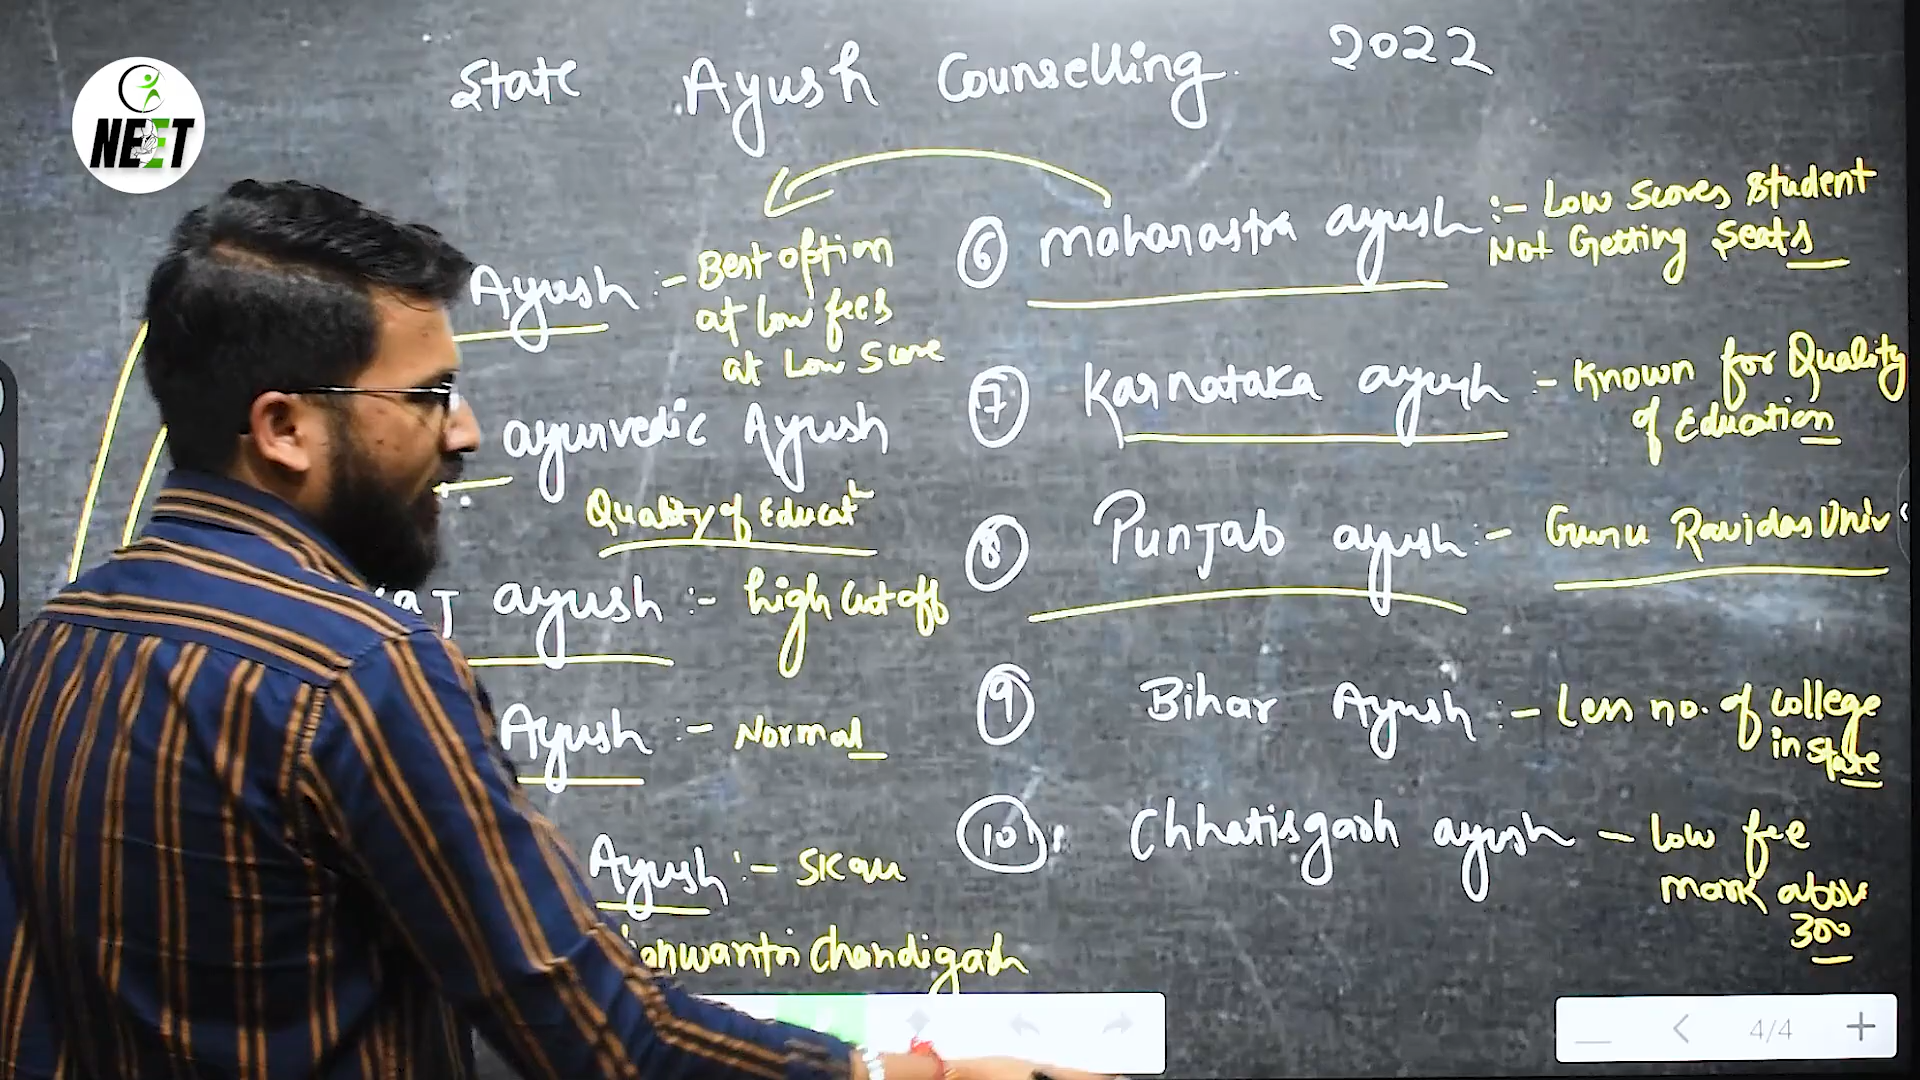 NEET
State Ayush Counselling 2022
Ayush :- Best option
at low fees
at Low Score
ayurvedic Ayush
Quality of Educat
ayush :- high cut off
Ayush :- Normal
Ayush :-
Chandigarh
6 maharastra ayush :- Low Scores student
Not Getting seats
7 Karnataka ayush :- Known for Quality
of Education
8 Punjab ayush :- Guru Ravidas Univ
9 Bihar Ayush :- Less no. of college
in state
10 Chhatisgarh ayush - low fee
mark above
300
4/4